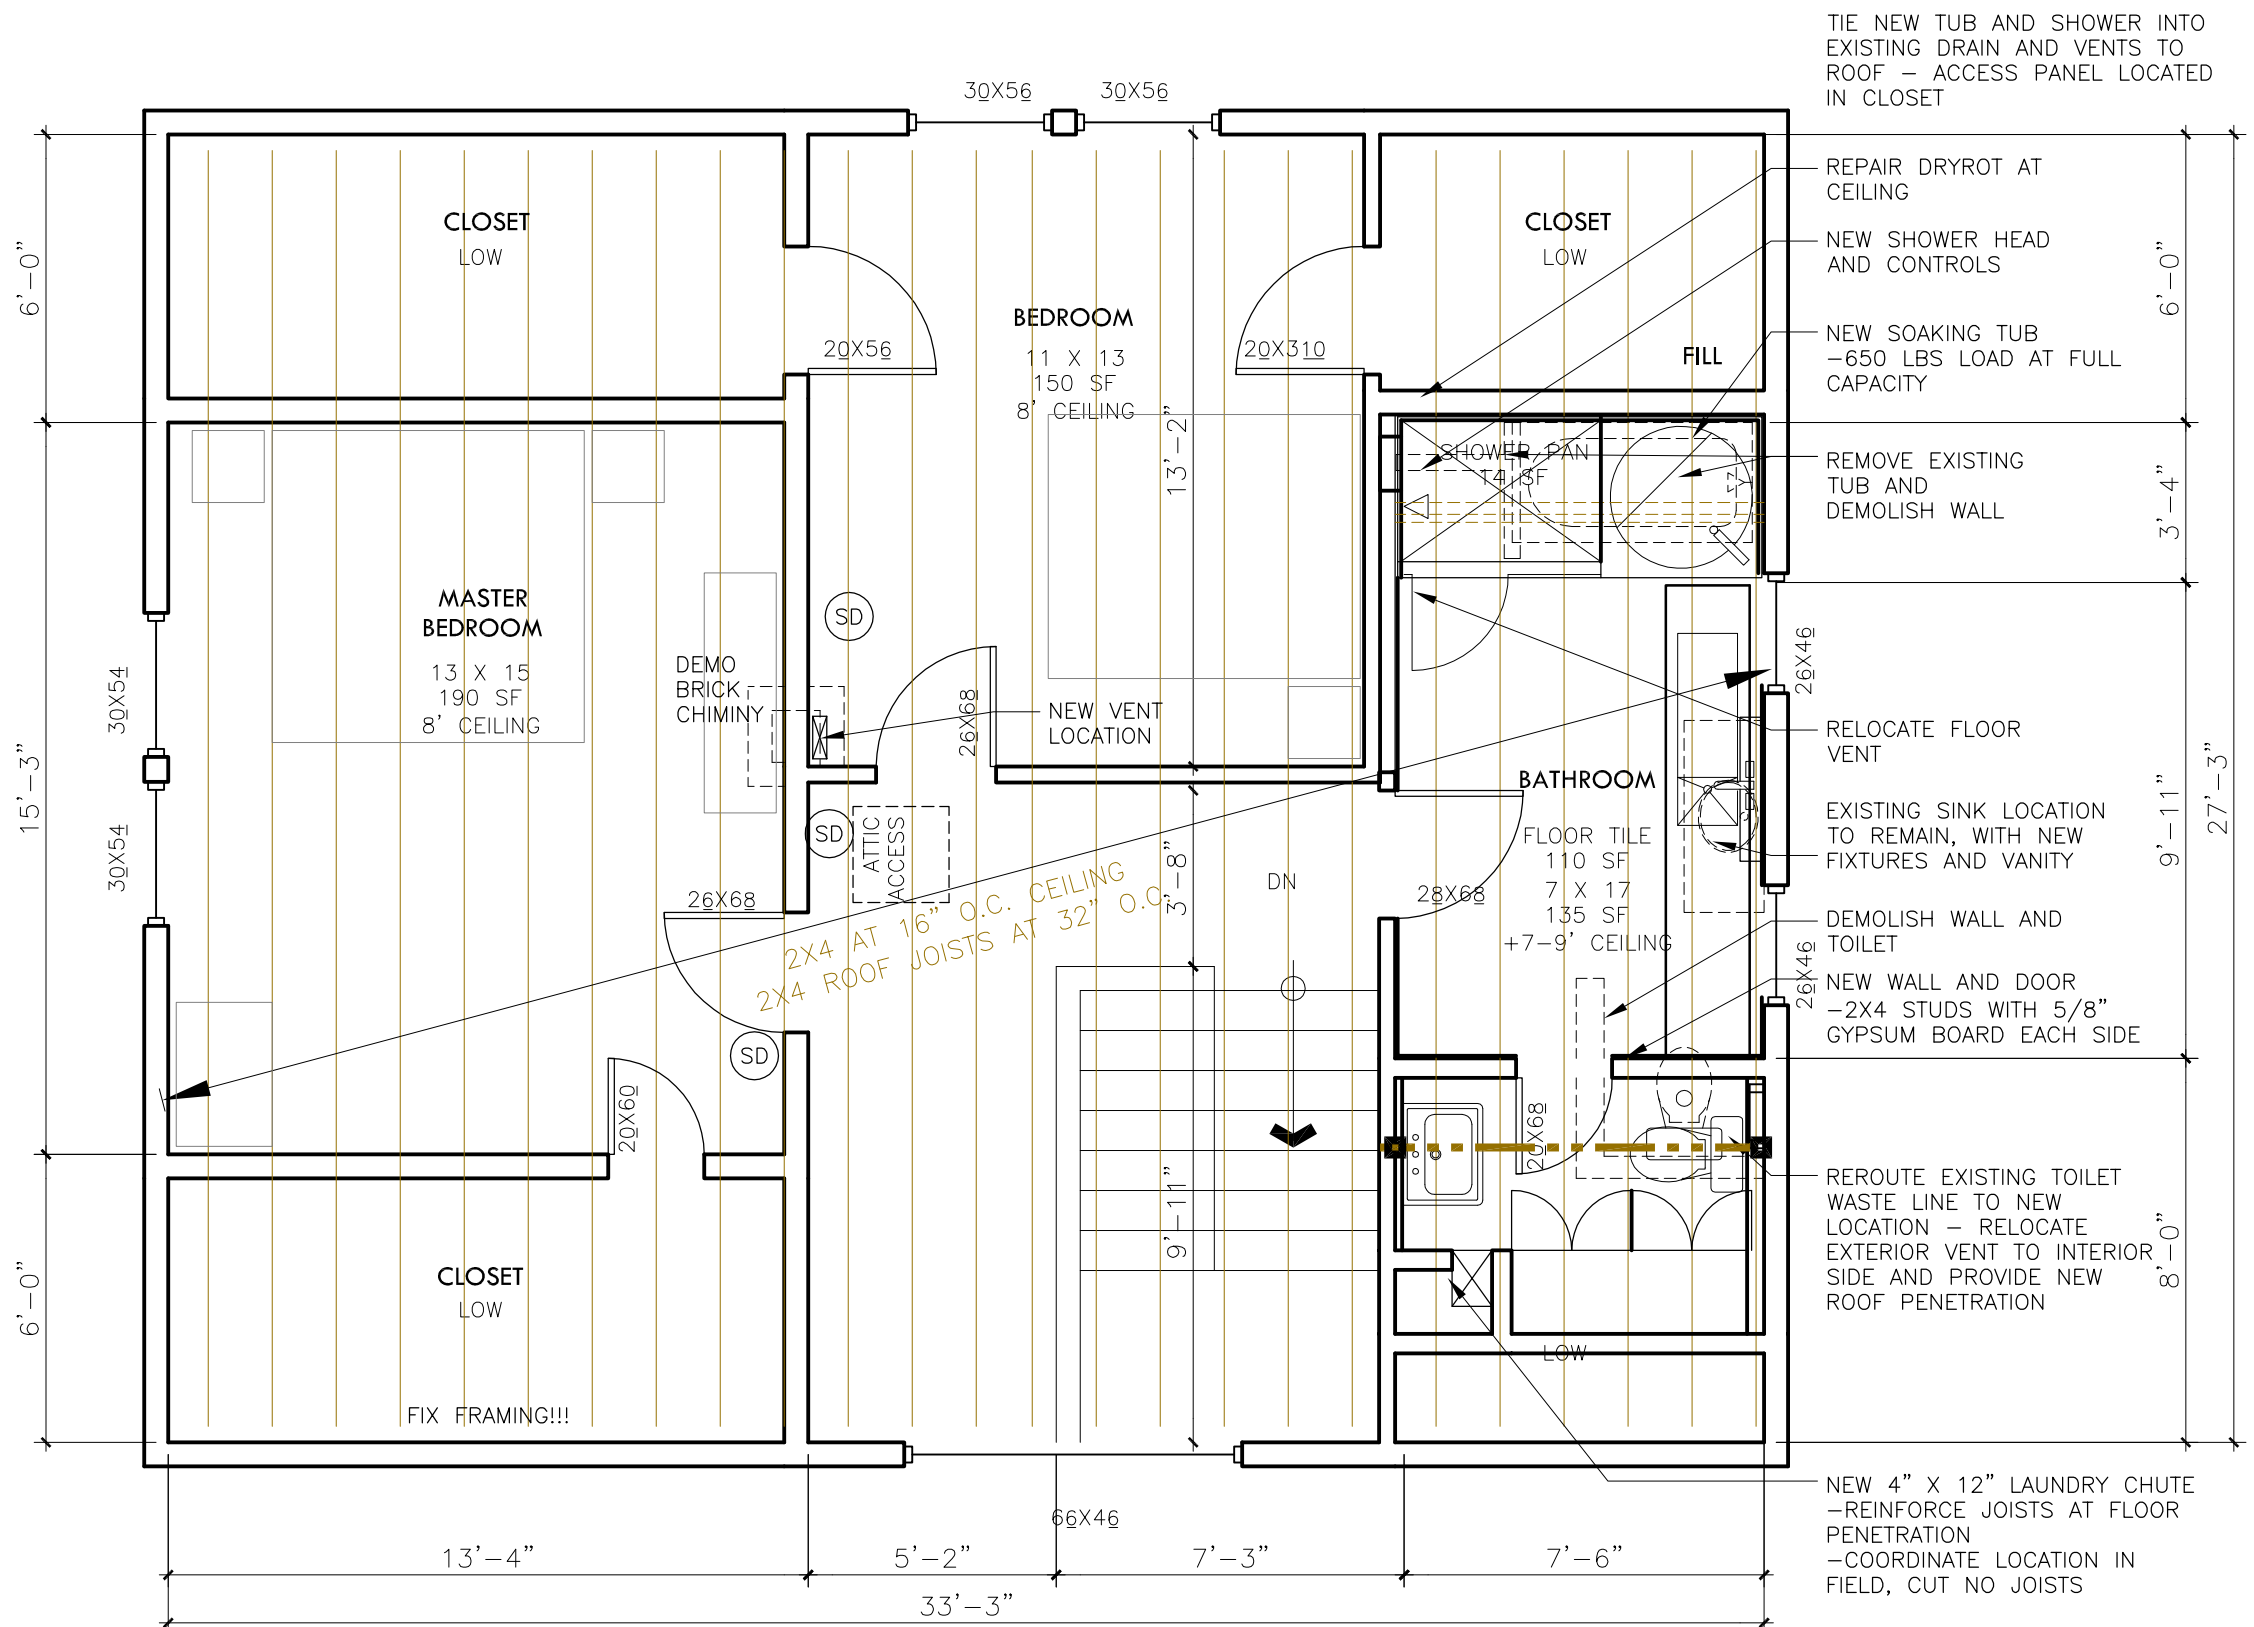 TIE NEW TUB AND SHOWER INTO
EXISTING DRAIN AND VENTS TO
ROOF – ACCESS PANEL LOCATED
IN CLOSET
30X56
30X56
REPAIR DRYROT AT
CEILING
CLOSET
LOW
CLOSET
LOW
NEW SHOWER HEAD
AND CONTROLS
6'–0"
6'–0"
BEDROOM
11 X 13
150 SF
8' CEILING
20X56
20X310
FILL
NEW SOAKING TUB
–650 LBS LOAD AT FULL
CAPACITY
13'–2"
SHOWER PAN
14 SF
REMOVE EXISTING
TUB AND
DEMOLISH WALL
3'–4"
MASTER
BEDROOM
13 X 15
190 SF
8' CEILING
SD
DEMO
BRICK
CHIMINY
30X54
26X68
NEW VENT
LOCATION
26X46
RELOCATE FLOOR
VENT
15'–3"
27'–3"
BATHROOM
FLOOR TILE
110 SF
7 X 17
135 SF
+7–9' CEILING
EXISTING SINK LOCATION
TO REMAIN, WITH NEW
FIXTURES AND VANITY
9'–11"
30X54
SD
ATTIC
ACCESS
3'–8"
DN
28X68
26X68
2X4 AT 16" O.C. CEILING
2X4 ROOF JOISTS AT 32" O.C.
DEMOLISH WALL AND
TOILET
26X46
NEW WALL AND DOOR
–2X4 STUDS WITH 5/8"
GYPSUM BOARD EACH SIDE
SD
20X60
20X68
9'–11"
REROUTE EXISTING TOILET
WASTE LINE TO NEW
LOCATION – RELOCATE
EXTERIOR VENT TO INTERIOR
SIDE AND PROVIDE NEW
ROOF PENETRATION
8'–0"
6'–0"
CLOSET
LOW
LOW
FIX FRAMING!!!
66X46
NEW 4" X 12" LAUNDRY CHUTE
–REINFORCE JOISTS AT FLOOR
PENETRATION
–COORDINATE LOCATION IN
FIELD, CUT NO JOISTS
13'–4"
5'–2"
7'–3"
7'–6"
33'–3"